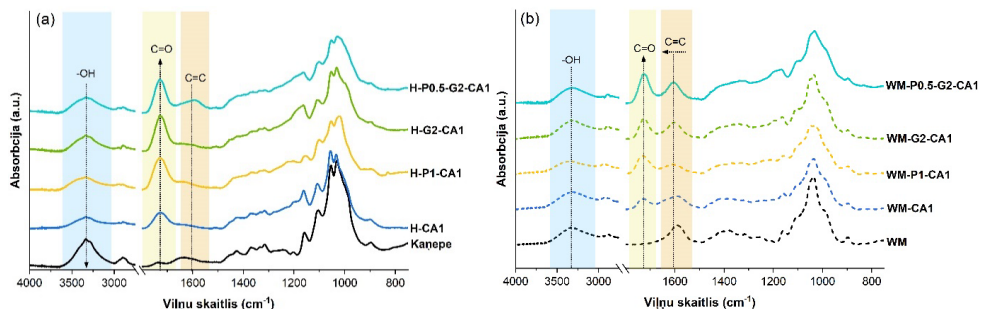 (a)
Absorbcija (a.u.)
-OH
C=O
C=C
H-P0.5-G2-CA1
H-G2-CA1
H-P1-CA1
H-CA1
Kaņepe
4000 3500 3000 1600 1400 1200 1000 800
Viļņu skaitlis (cm⁻¹)
(b)
Absorbcija (a.u.)
-OH
C=O
C=C
WM-P0.5-G2-CA1
WM-G2-CA1
WM-P1-CA1
WM-CA1
WM
4000 3500 3000 1600 1400 1200 1000 800
Viļņu skaitlis (cm⁻¹)